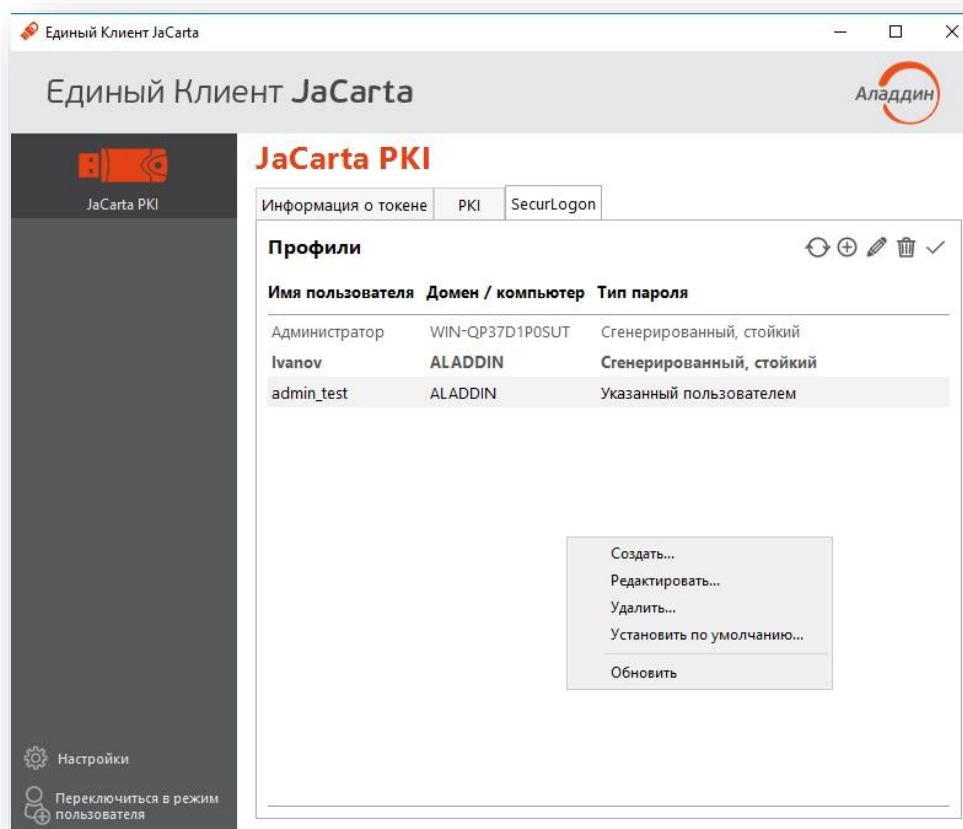 Единый Клиент JaCarta
Единый Клиент JaCarta
Аладдин
JaCarta PKI
JaCarta PKI
Информация о токене PKI SecurLogon
Профили
Имя пользователя Домен / компьютер Тип пароля
Администратор WIN-QP37D1P0SUT Сгенерированный, стойкий
Ivanov ALADDIN Сгенерированный, стойкий
admin_test ALADDIN Указанный пользователем
Создать...
Редактировать...
Удалить...
Установить по умолчанию...
Обновить
Настройки
Переключиться в режим
пользователя